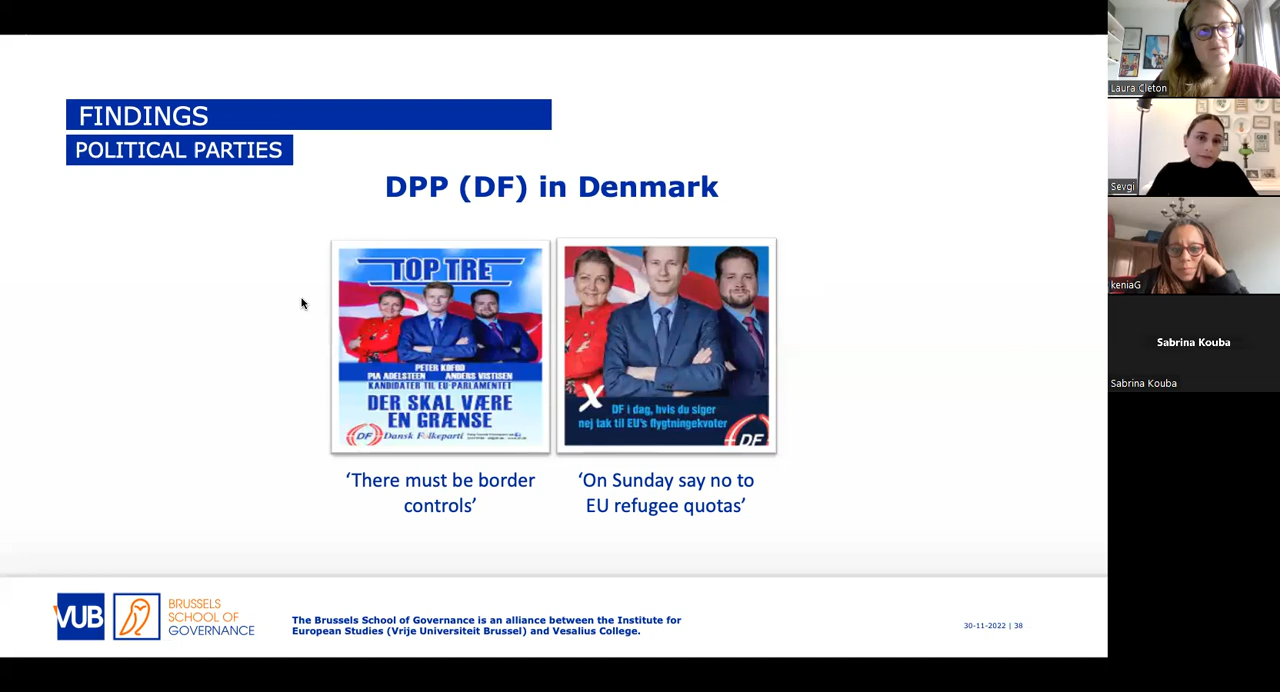 FINDINGS
POLITICAL PARTIES
DPP (DF) in Denmark
TOP TRE
PETER KOFOD
PIA ADELSTEEN ANDERS VISTISEN
KANDIDATER TIL EU-PARLAMENTET
DER SKAL VÆRE
EN GRÆNSE
DF Dansk Folkeparti
DF i dag, hvis du siger
nej tak til EU's flygtningekvoter
DF
‘There must be border
controls’
‘On Sunday say no to
EU refugee quotas’
VUB
BRUSSELS
SCHOOL OF
GOVERNANCE
The Brussels School of Governance is an alliance between the Institute for
European Studies (Vrije Universiteit Brussel) and Vesalius College.
30-11-2022 | 38
Laura Cleton
Sevgi
keniaG
Sabrina Kouba
Sabrina Kouba